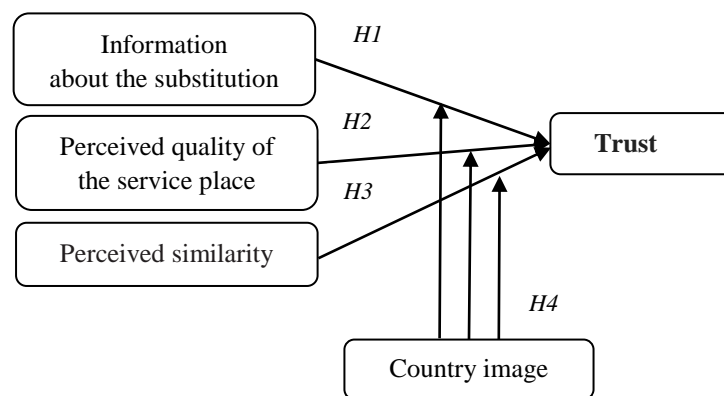 H1
Information
about the substitution
H2
Perceived quality of
the service place
Trust
H3
Perceived similarity
H4
Country image